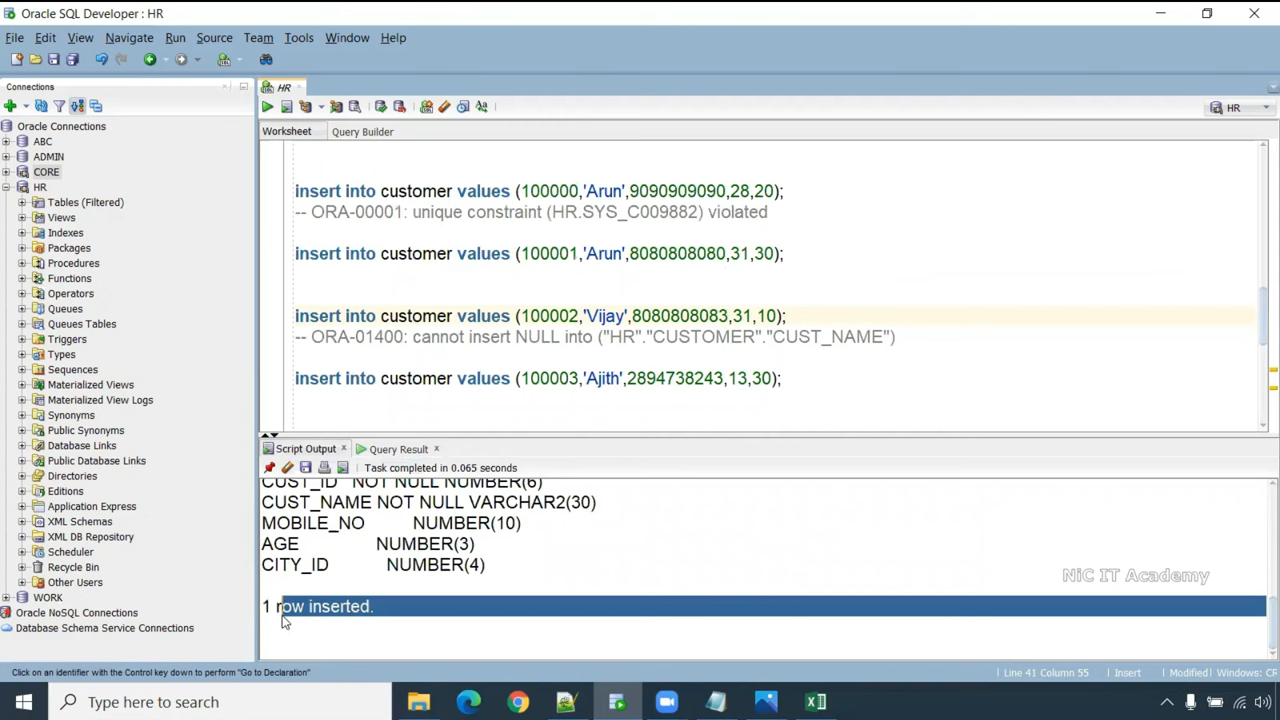 Oracle SQL Developer : HR
File Edit View Navigate Run Source Team Tools Window Help
Connections
HR
HR
Worksheet Query Builder
Oracle Connections
ABC
ADMIN
CORE
HR
Tables (Filtered)
Views
Indexes
Packages
Procedures
Functions
Operators
Queues
Queues Tables
Triggers
Types
Sequences
Materialized Views
Materialized View Logs
Synonyms
Public Synonyms
Database Links
Public Database Links
Directories
Editions
Application Express
XML Schemas
XML DB Repository
Scheduler
Recycle Bin
Other Users
WORK
Oracle NoSQL Connections
Database Schema Service Connections
insert into customer values (100000,'Arun',9090909090,28,20);
-- ORA-00001: unique constraint (HR.SYS_C009882) violated
insert into customer values (100001,'Arun',8080808080,31,30);
insert into customer values (100002,'Vijay',8080808083,31,10);
-- ORA-01400: cannot insert NULL into ("HR"."CUSTOMER"."CUST_NAME")
insert into customer values (100003,'Ajith',2894738243,13,30);
Script Output Query Result
Task completed in 0.065 seconds
CUST_ID NOT NULL NUMBER(6)
CUST_NAME NOT NULL VARCHAR2(30)
MOBILE_NO NUMBER(10)
AGE NUMBER(3)
CITY_ID NUMBER(4)
NiC IT Academy
1 row inserted.
Click on an identifier with the Control key down to perform "Go to Declaration"
Line 41 Column 55 Insert Modified Windows: CF
Type here to search